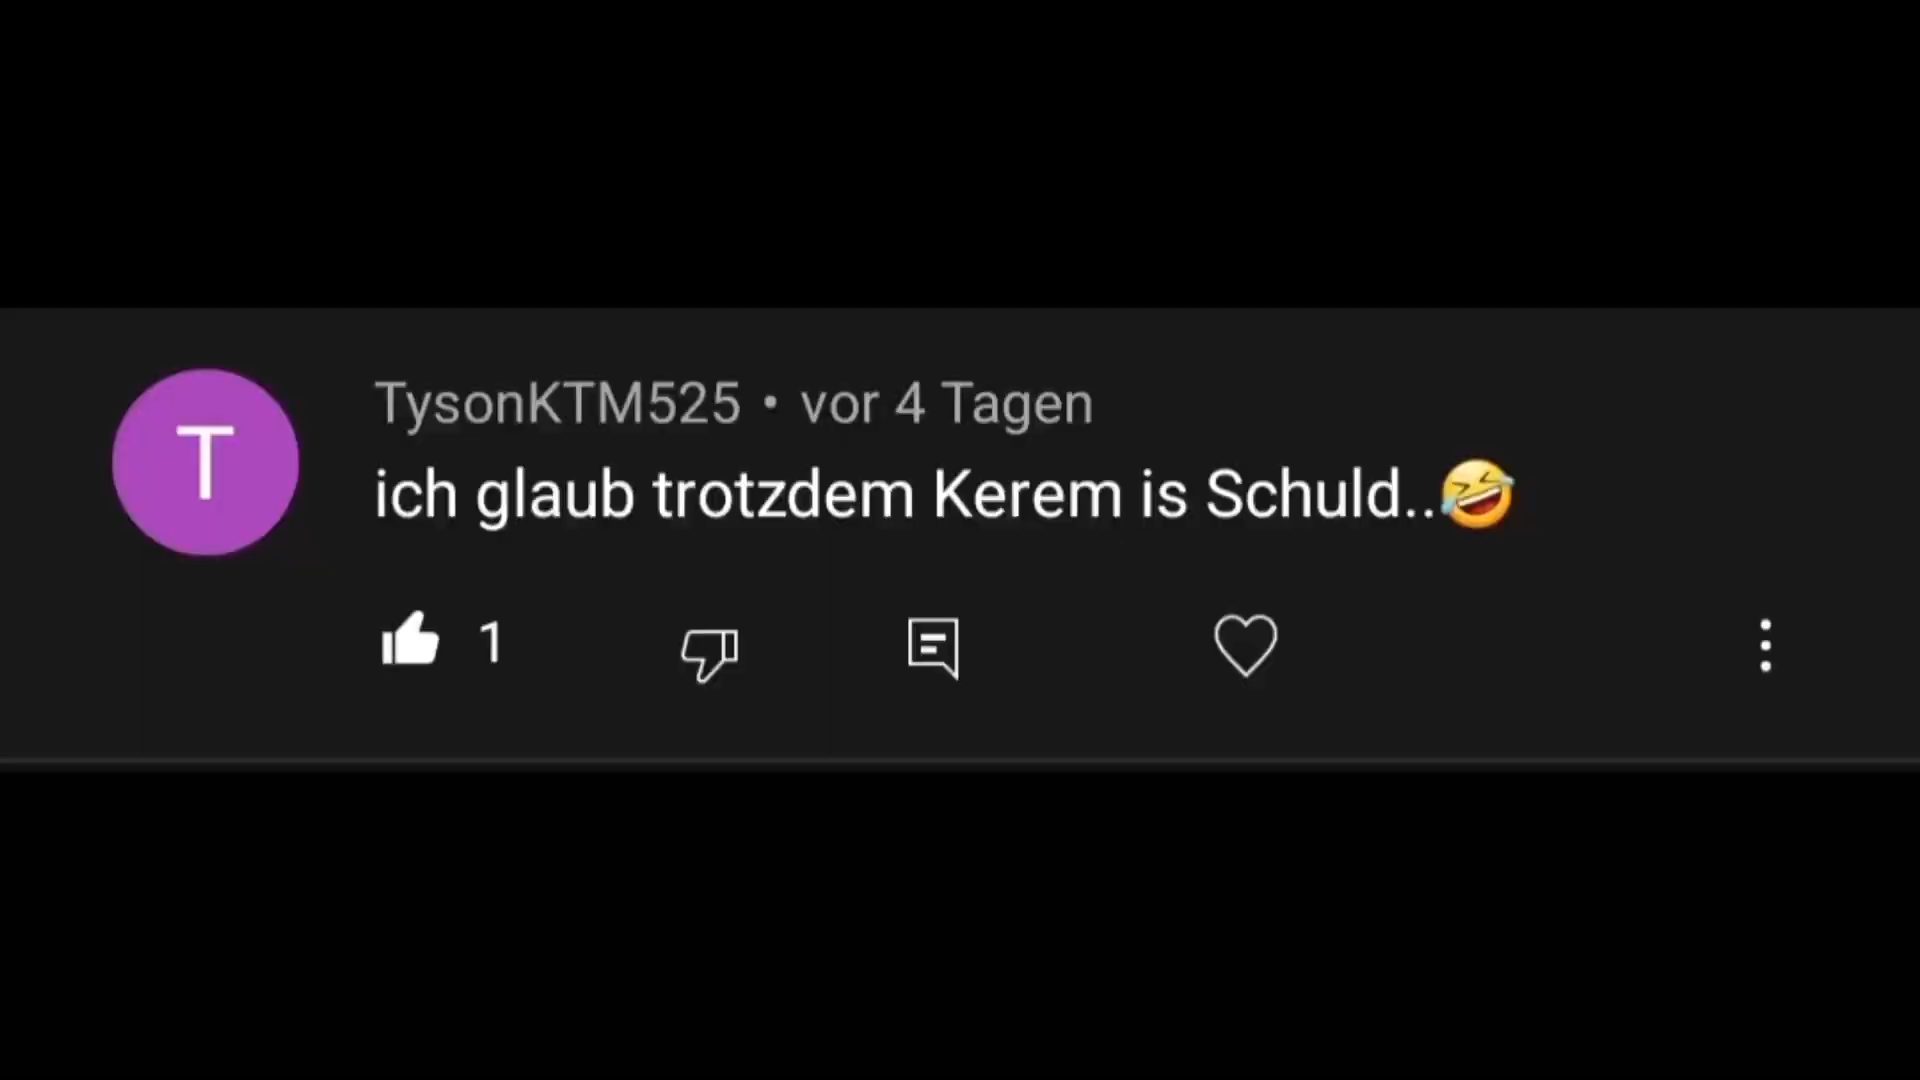 T
TysonKTM525 • vor 4 Tagen
ich glaub trotzdem Kerem is Schuld..🤣
1